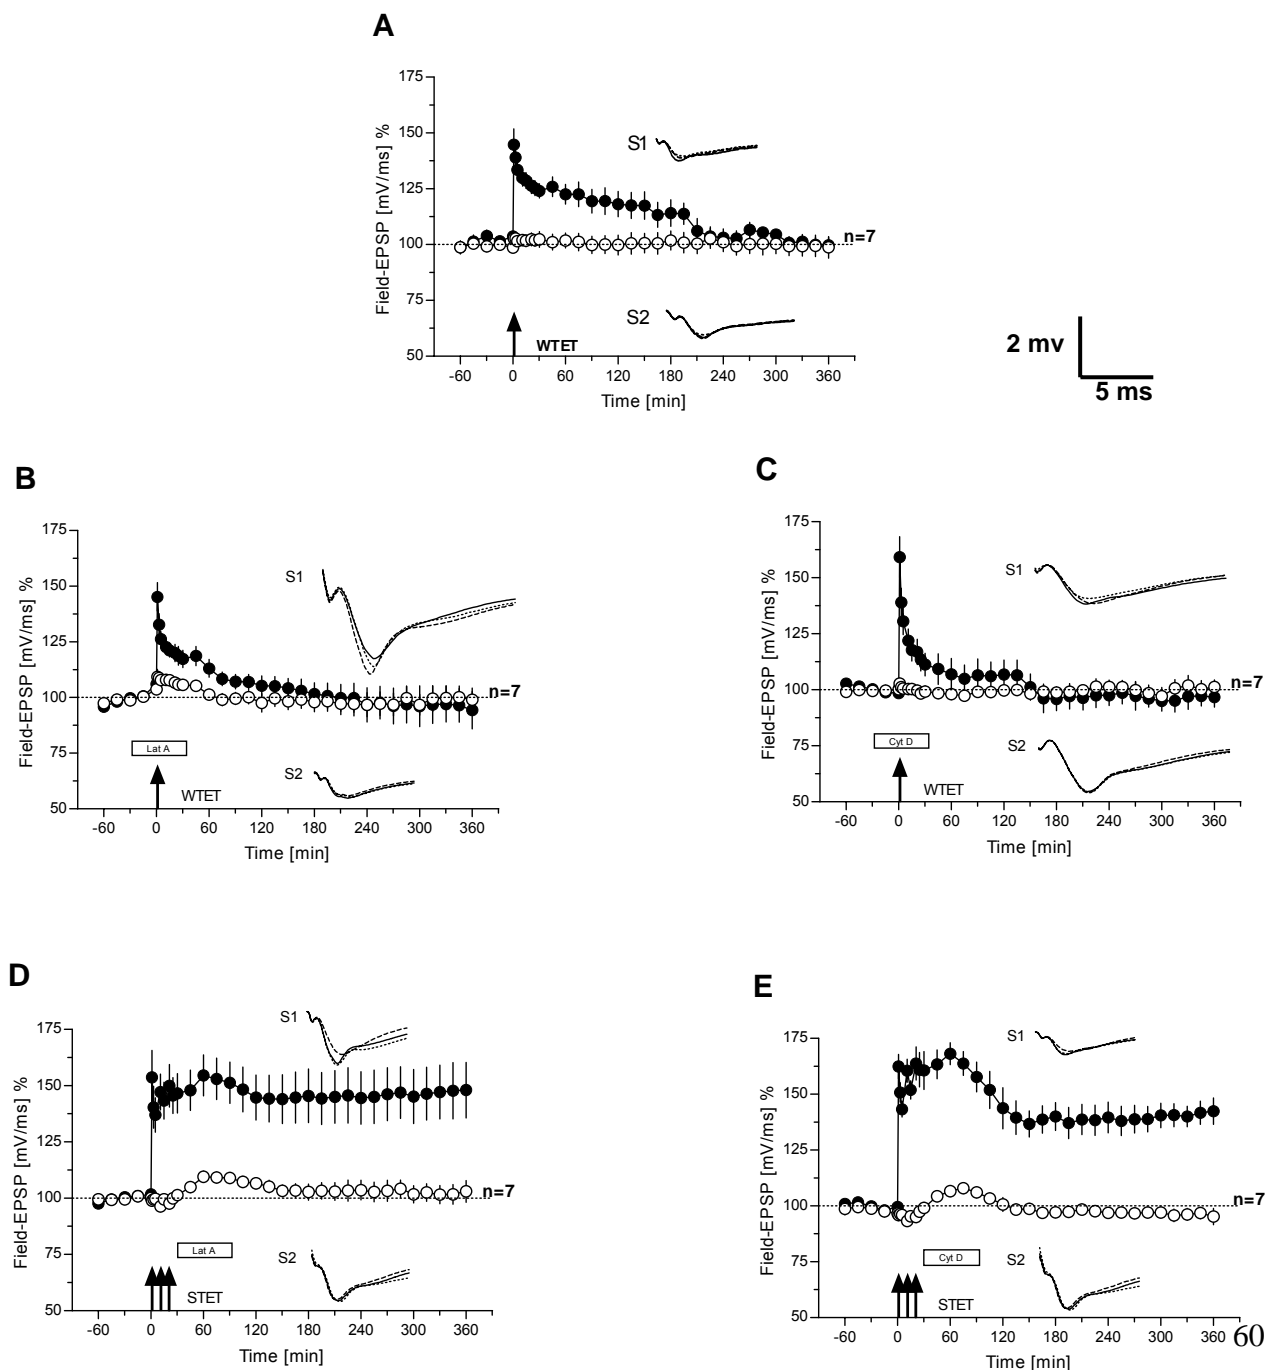 A
175
150
125
100
75
50
Field-EPSP [mV/ms] %
S1
n=7
S2
WTET
-60 0 60 120 180 240 300 360
Time [min]
2 mv
5 ms
B
175
150
125
100
75
50
Field-EPSP [mV/ms] %
S1
n=7
Lat A
S2
WTET
-60 0 60 120 180 240 300 360
Time [min]
C
175
150
125
100
75
50
Field-EPSP [mV/ms] %
S1
n=7
Cyt D
S2
WTET
-60 0 60 120 180 240 300 360
Time [min]
D
175
150
125
100
75
50
Field-EPSP [mV/ms] %
S1
n=7
Lat A
S2
STET
-60 0 60 120 180 240 300 360
Time [min]
E
175
150
125
100
75
50
Field-EPSP [mV/ms] %
S1
n=7
Cyt D
S2
STET
-60 0 60 120 180 240 300 360
Time [min]
60